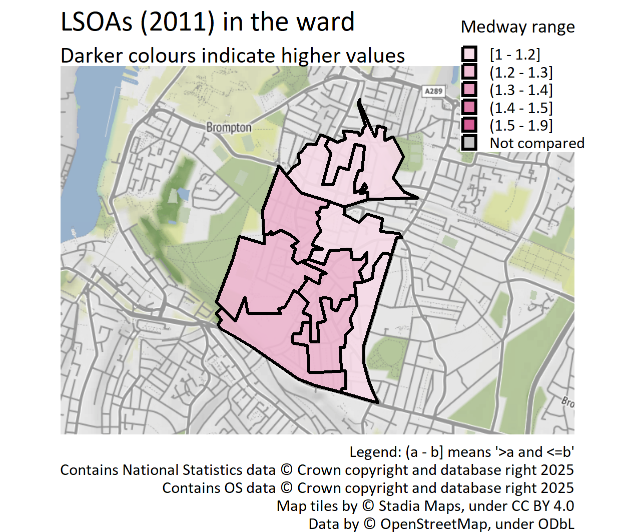 LSOAs (2011) in the ward
Darker colours indicate higher values
Medway range
[1 - 1.2]
(1.2 - 1.3]
(1.3 - 1.4]
(1.4 - 1.5]
(1.5 - 1.9]
Not compared
A289
Brompton
Bro
Legend: (a - b] means '>a and <=b'
Contains National Statistics data © Crown copyright and database right 2025
Contains OS data © Crown copyright and database right 2025
Map tiles by © Stadia Maps, under CC BY 4.0
Data by © OpenStreetMap, under ODbL